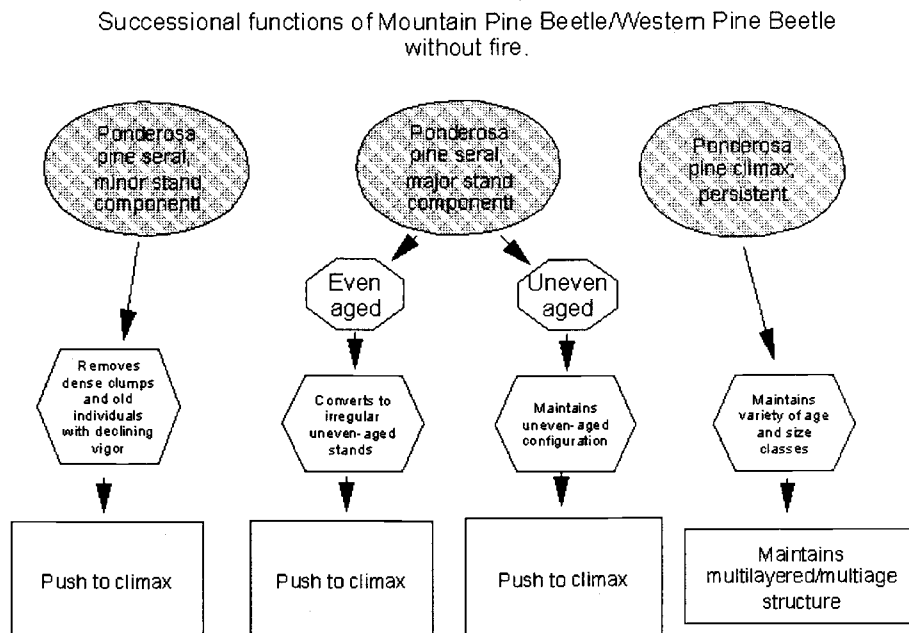 Successional functions of Mountain Pine Beetle/Western Pine Beetle
without fire.
Ponderosa
pine seral,
minor stand
component
Ponderosa
pine seral,
major stand
component
Ponderosa
pine climax;
persistent
Even
aged
Uneven
aged
Removes
dense clumps
and old
individuals
with declining
vigor
Converts to
irregular
uneven-aged
stands
Maintains
uneven-aged
configuration
Maintains
variety of age
and size
classes
Push to climax
Push to climax
Push to climax
Maintains
multilayered/multiage
structure